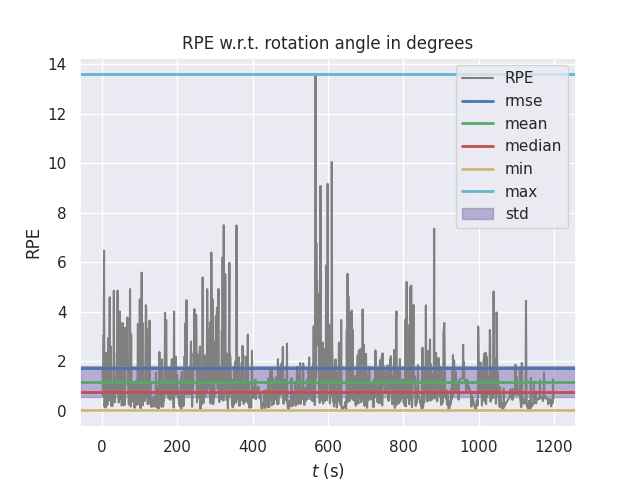 RPE w.r.t. rotation angle in degrees
14
12
10
8
6
4
2
0
RPE
0 200 400 600 800 1000 1200
t (s)
RPE
rmse
mean
median
min
max
std